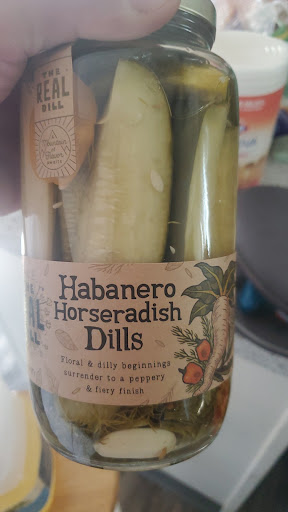 THE
REAL
DILL
Habanero
Horseradish
Dills
Floral & dilly beginnings
surrender to a peppery
& fiery finish